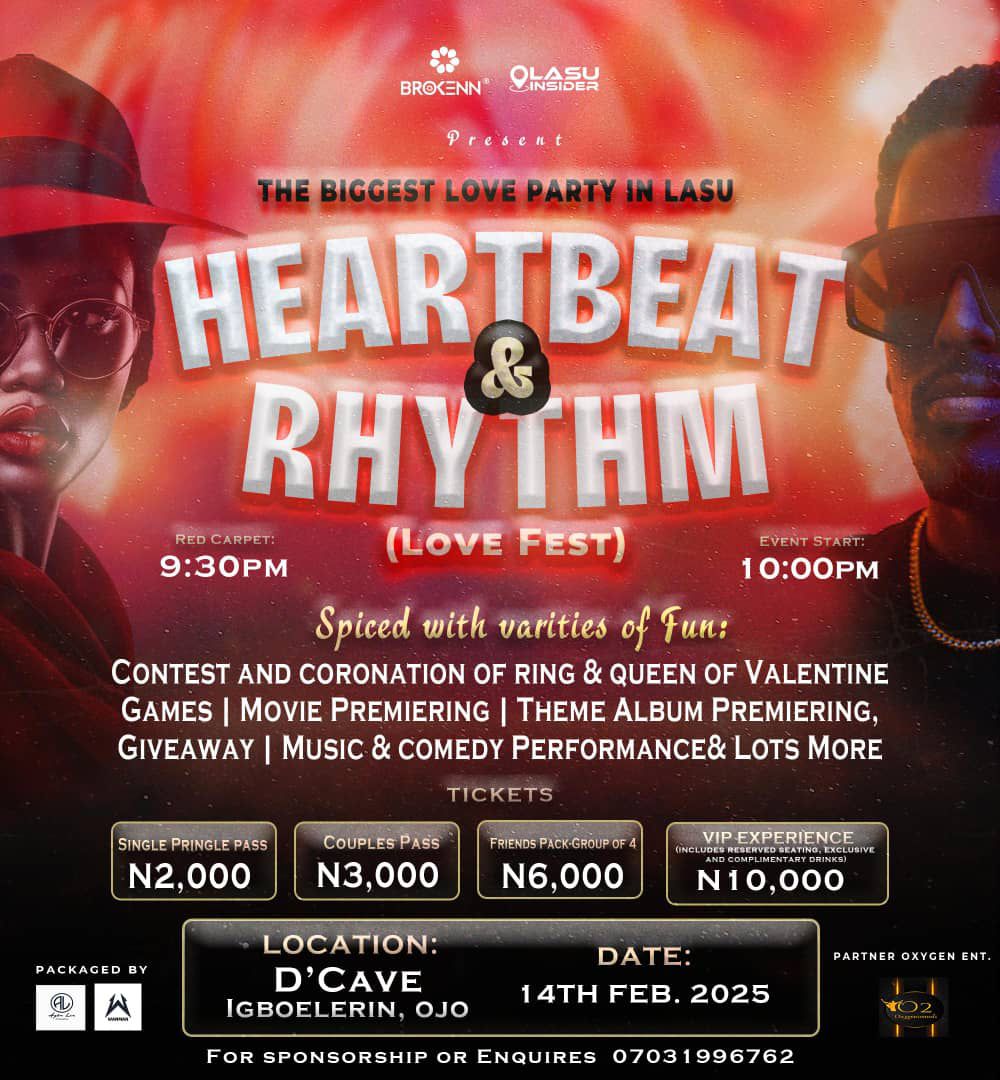 BROKENN®
LASU
INSIDER
Present
THE BIGGEST LOVE PARTY IN LASU
HEARTBEAT
&
RHYTHM
(LOVE FEST)
RED CARPET:
9:30PM
EVENT START:
10:00PM
Spiced with varities of Fun:
CONTEST AND CORONATION OF RING & QUEEN OF VALENTINE
GAMES | MOVIE PREMIERING | THEME ALBUM PREMIERING,
GIVEAWAY | MUSIC & COMEDY PERFORMANCE& LOTS MORE
TICKETS
SINGLE PRINGLE PASS
N2,000
COUPLES PASS
N3,000
FRIENDS PACK-GROUP OF 4
N6,000
VIP EXPERIENCE
(INCLUDES RESERVED SEATING, EXCLUSIVE
AND COMPLIMENTARY DRINKS)
N10,000
LOCATION:
D'CAVE
IGBOELERIN, OJO
DATE:
14TH FEB. 2025
PACKAGED BY
PARTNER OXYGEN ENT.
O2
FOR SPONSORSHIP OR ENQUIRES 07031996762